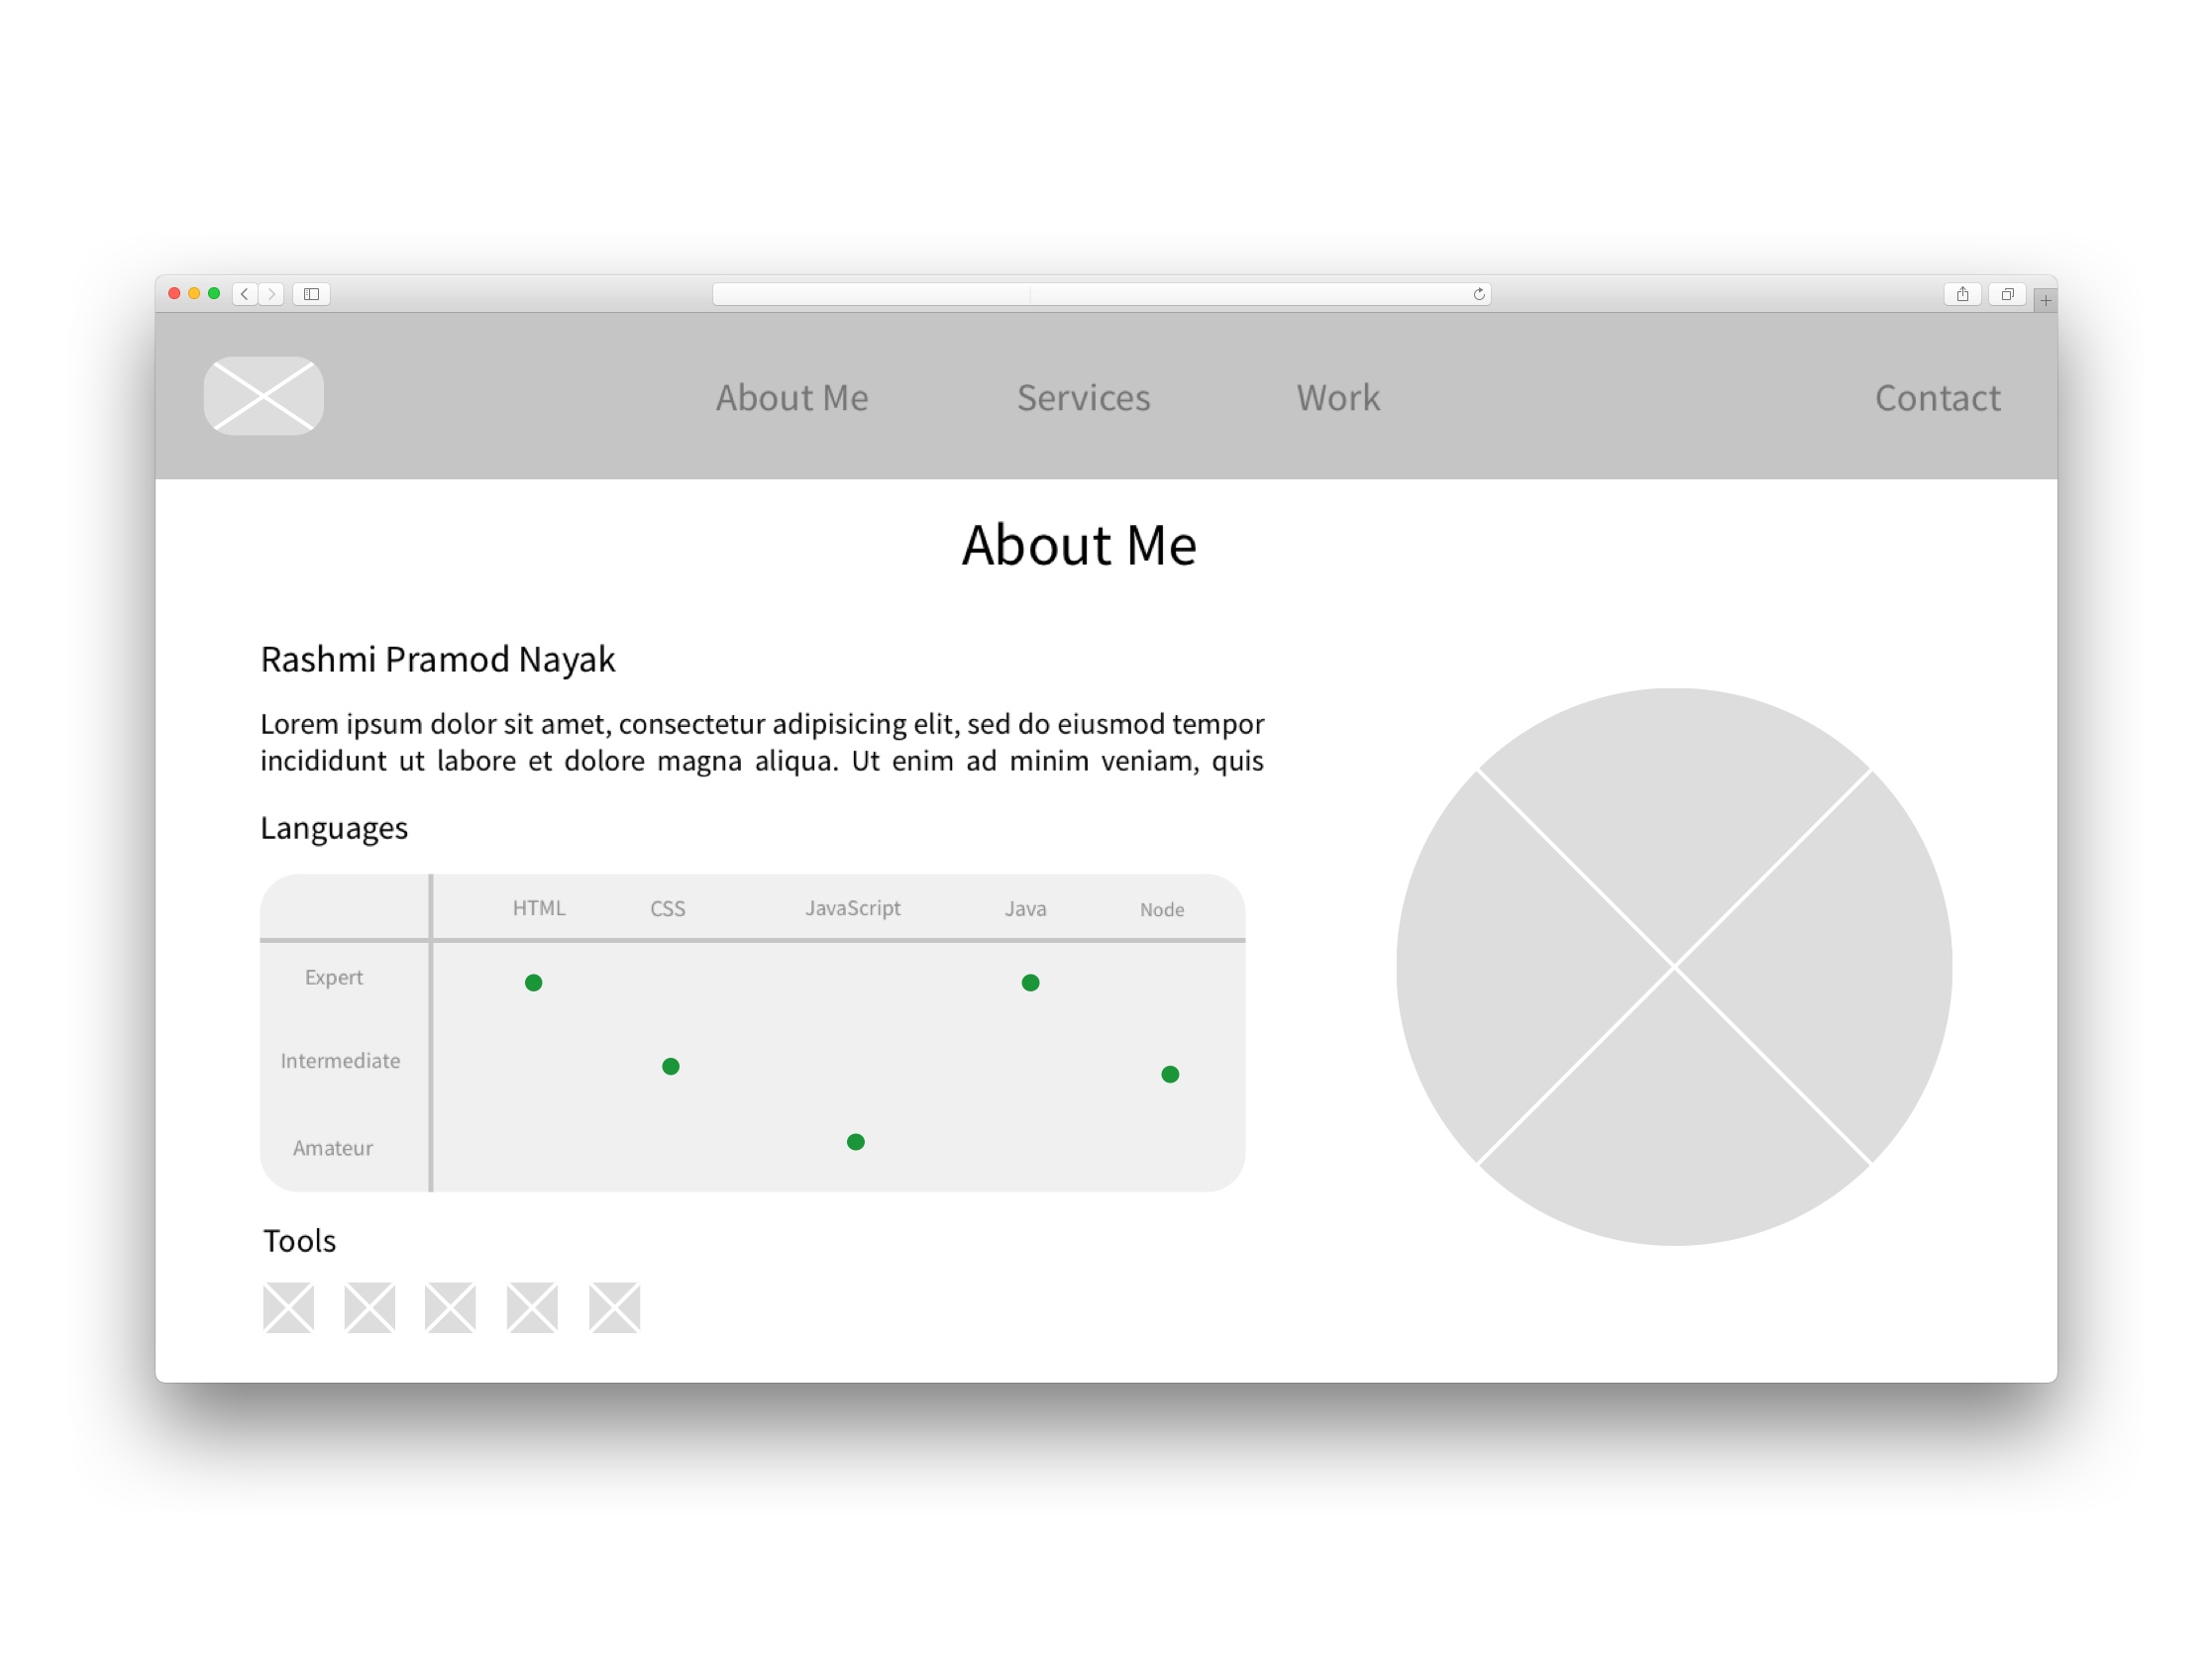 About Me Services Work Contact
About Me
Rashmi Pramod Nayak
Lorem ipsum dolor sit amet, consectetur adipisicing elit, sed do eiusmod tempor
incididunt ut labore et dolore magna aliqua. Ut enim ad minim veniam, quis
Languages
HTML CSS JavaScript Java Node
Expert
Intermediate
Amateur
Tools